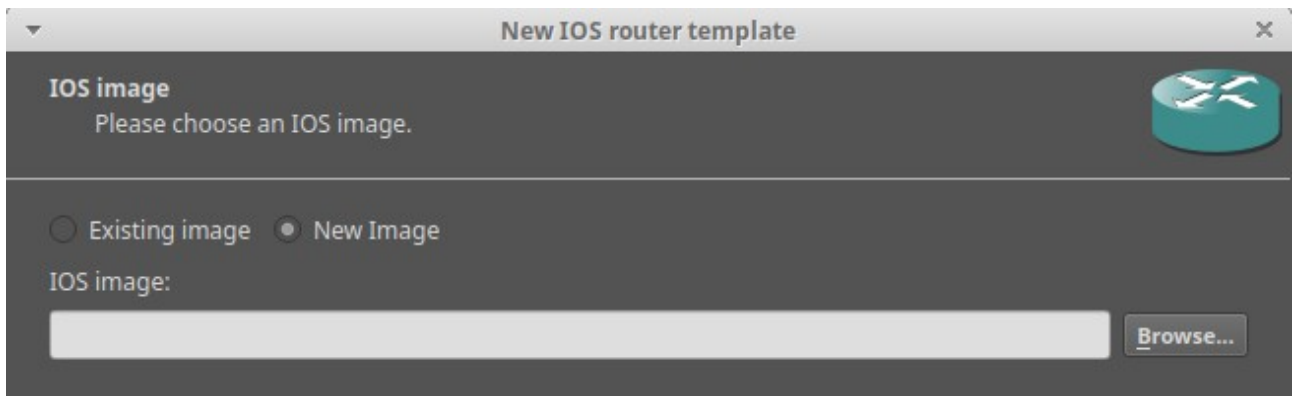 New IOS router template
IOS image
Please choose an IOS image.
Existing image New Image
IOS image:
Browse...